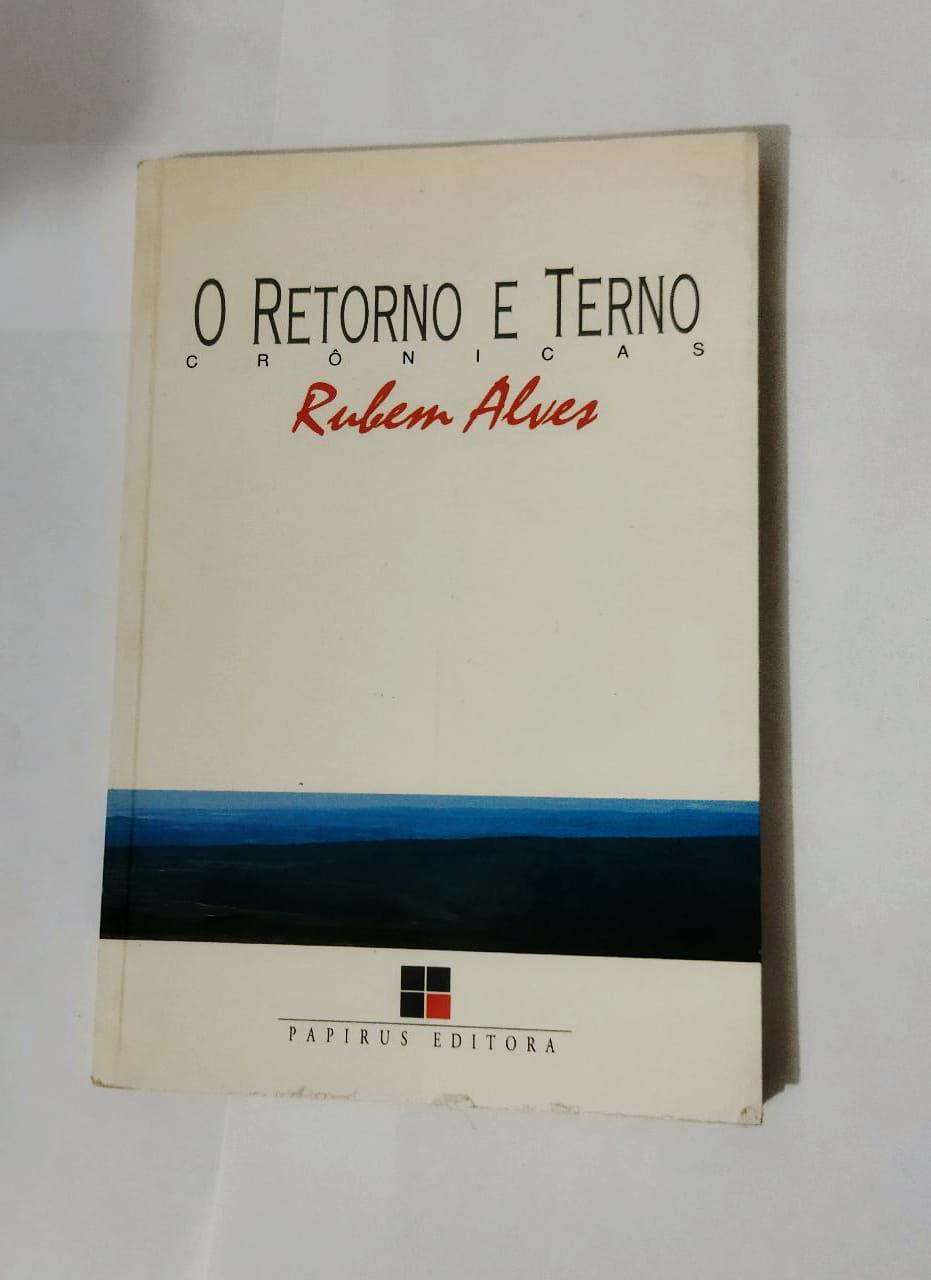 O RETORNO E TERNO
CRÔNICAS
Rubem Alves
PAPIRUS EDITORA